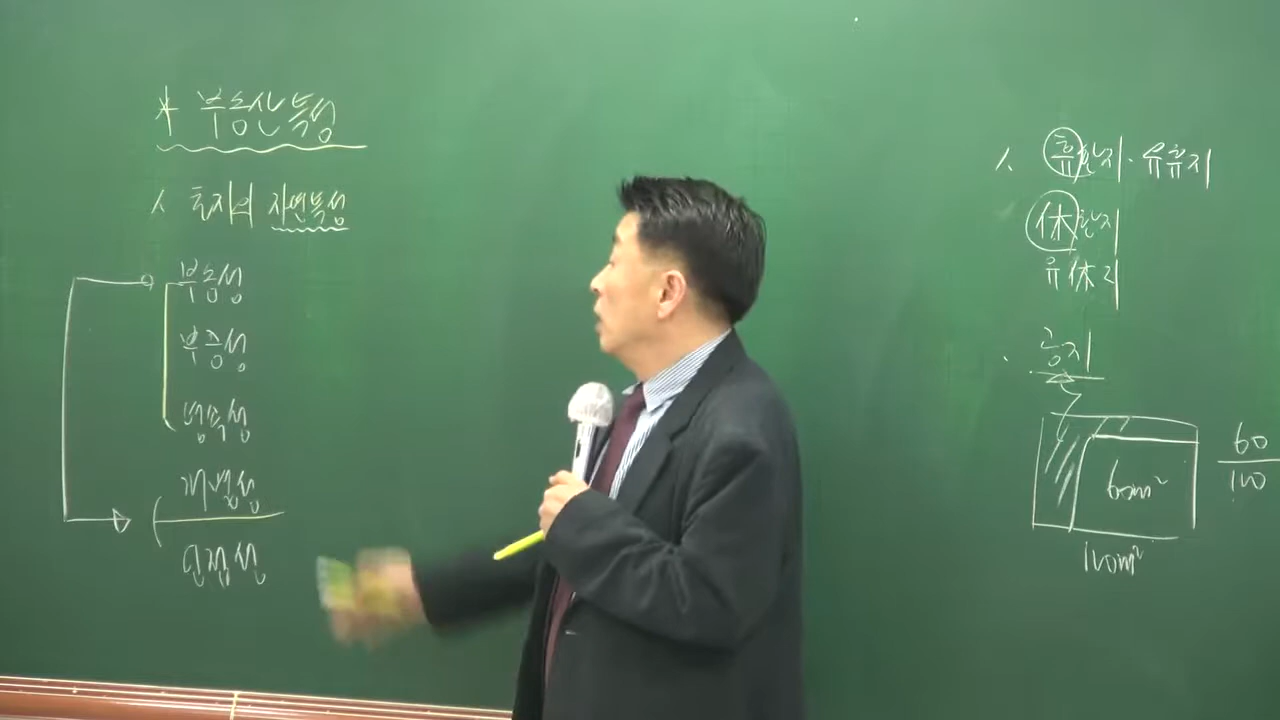 * 부동산특성
1. 토지의 자연특성
부동성
부증성
영속성
개별성
인접성
1. 휴한지·유휴지
休한지
유休지
· 공지
60m²
60
100
100m²